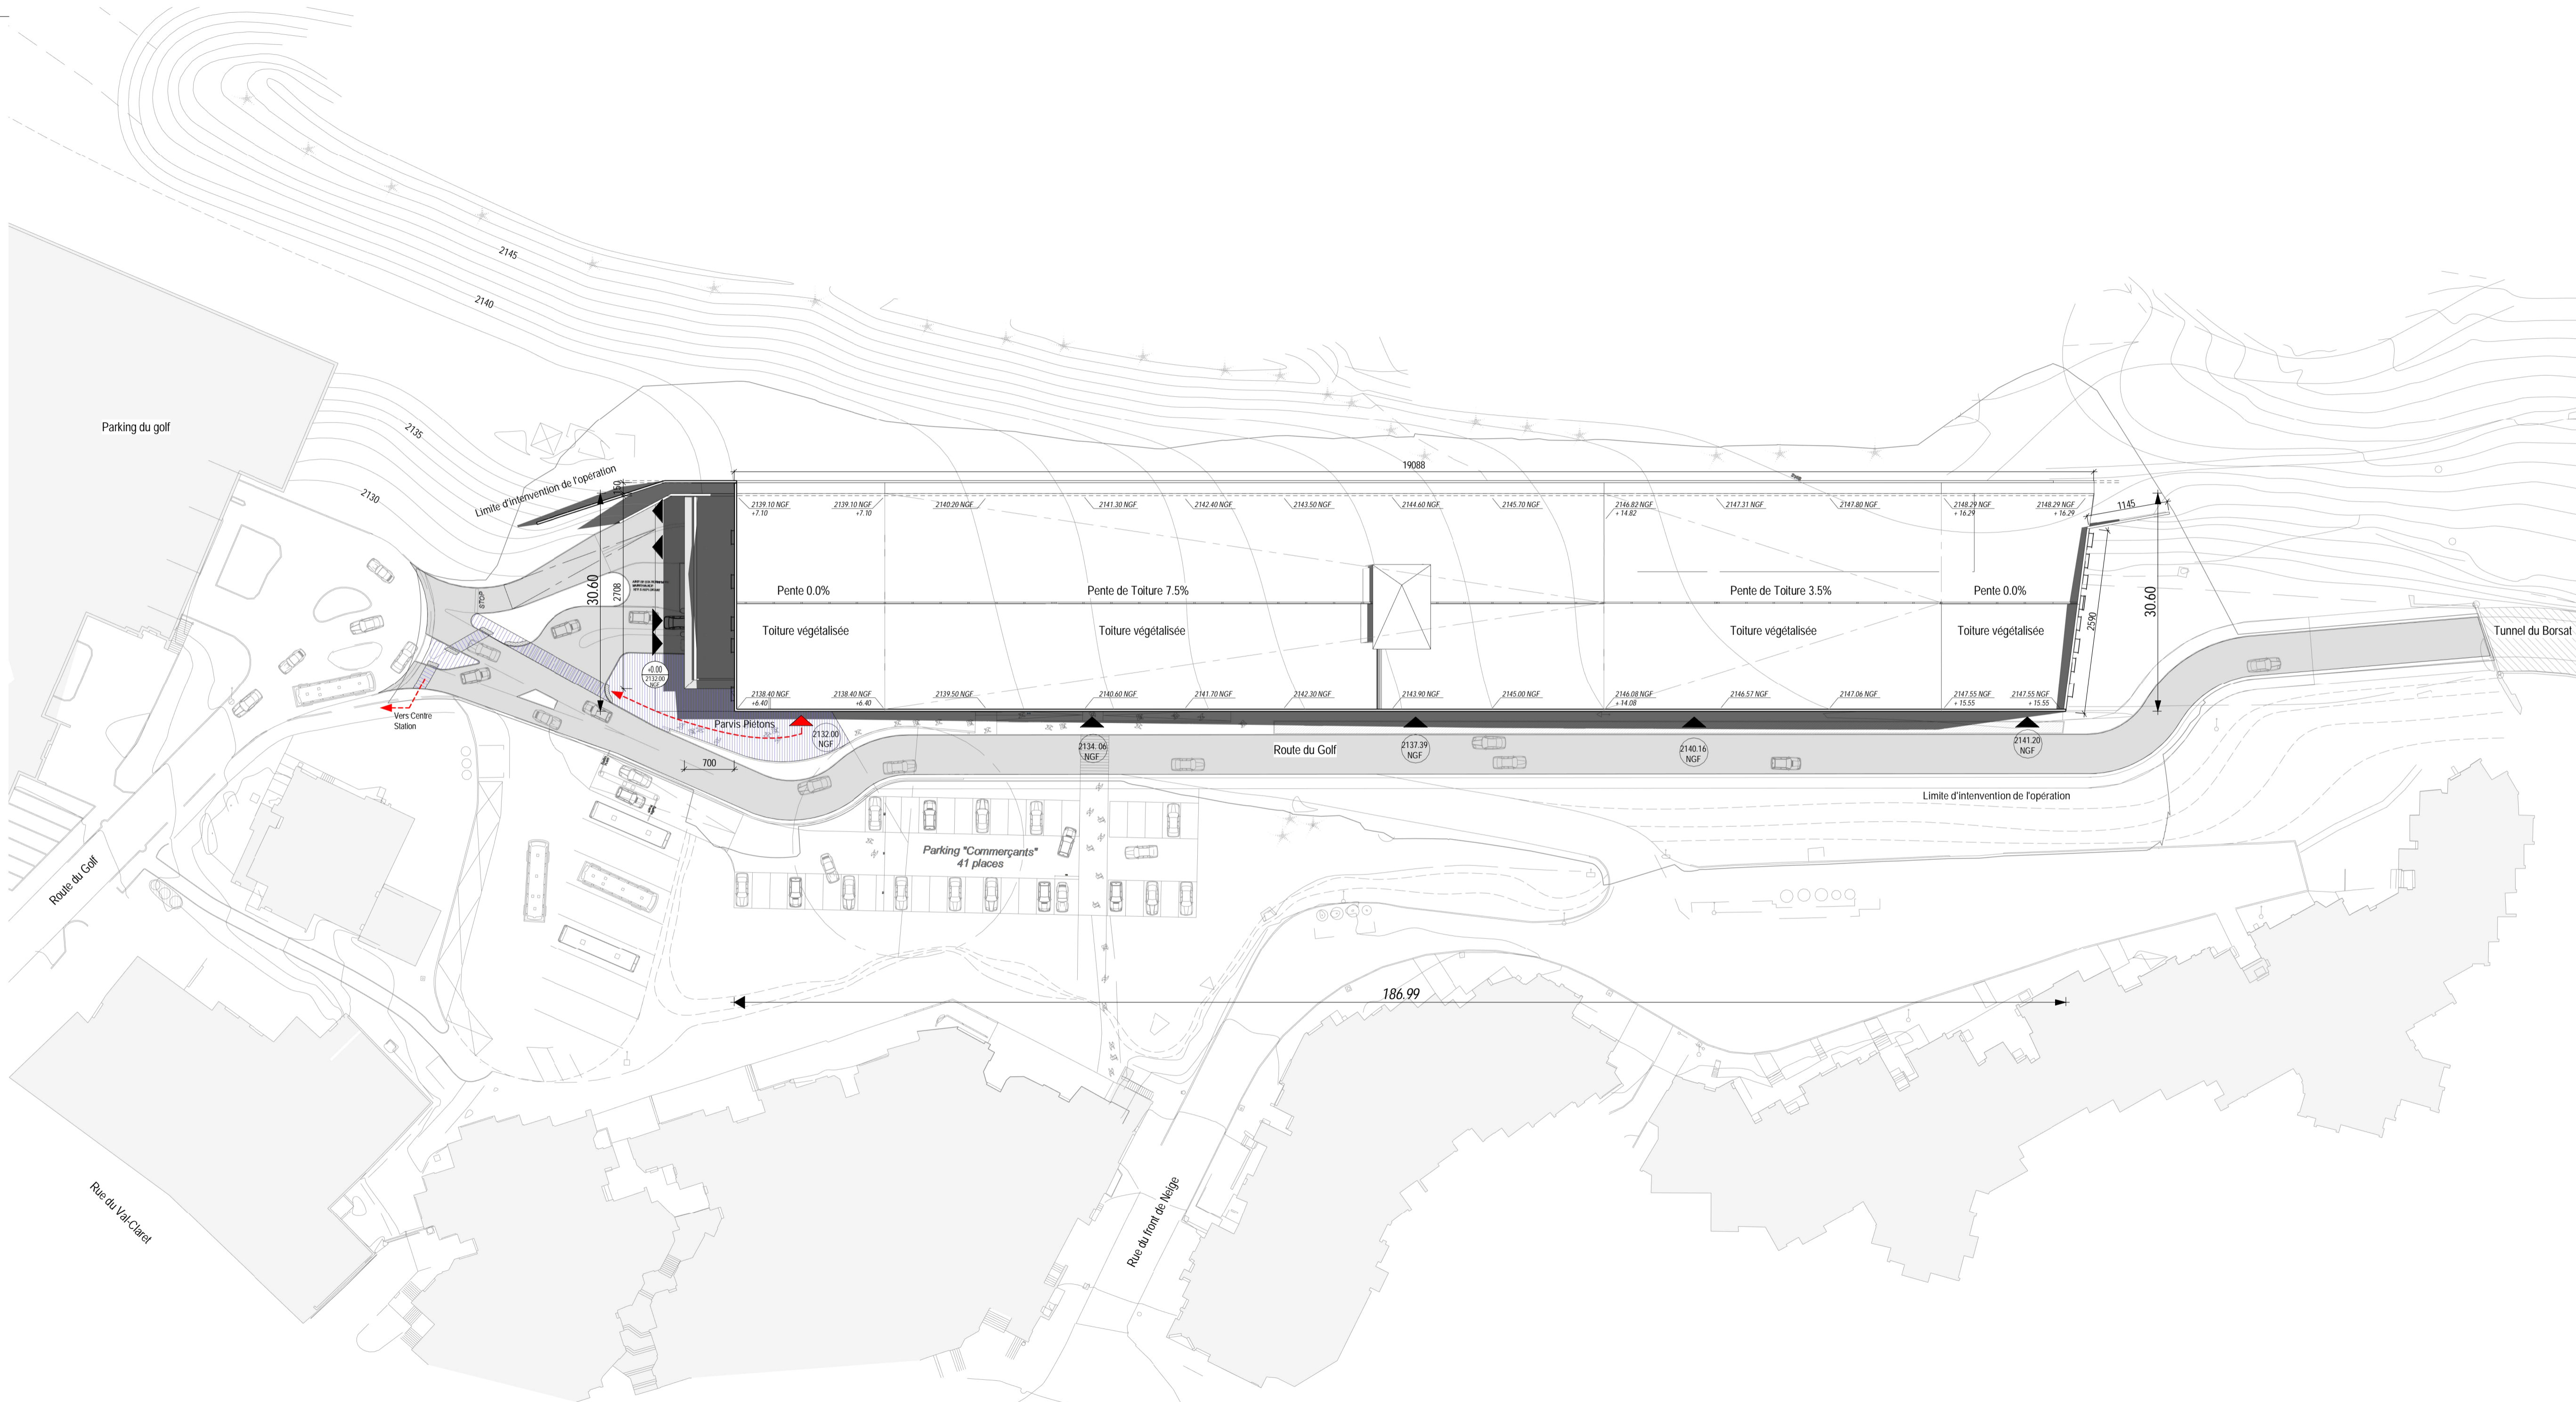 2145
2140
Parking du golf
2135
2130
Limite d'intenvention de l'opération
19088
150
30.60
2708
STOP
2139.10 NGF
+7.10
2139.10 NGF
+7.10
2140.20 NGF
2141.30 NGF
2142.40 NGF
2143.50 NGF
2144.60 NGF
2145.70 NGF
2146.82 NGF
+ 14.82
2147.31 NGF
2147.80 NGF
2148.29 NGF
+ 16.29
2148.29 NGF
+ 16.29
1145
30.60
2590
Pente 0.0%
Pente de Toiture 7.5%
Pente de Toiture 3.5%
Pente 0.0%
Toiture végétalisée
Toiture végétalisée
Toiture végétalisée
Toiture végétalisée
Tunnel du Borsat
+0.00
2132.00
NGF
2138.40 NGF
+6.40
2138.40 NGF
+6.40
2139.50 NGF
2140.60 NGF
2141.70 NGF
2142.30 NGF
2143.90 NGF
2145.00 NGF
2146.08 NGF
+ 14.08
2146.57 NGF
2147.06 NGF
2147.55 NGF
+ 15.55
2147.55 NGF
+ 15.55
Vers Centre
Station
Parvis Piétons
2132.00
NGF
700
2134. 06
NGF
Route du Golf
2137.39
NGF
2140.16
NGF
2141.20
NGF
Limite d'intenvention de l'opération
Parking "Commerçants"
41 places
Route du Golf
186.99
Rue du Val-Claret
Rue du front de Neige